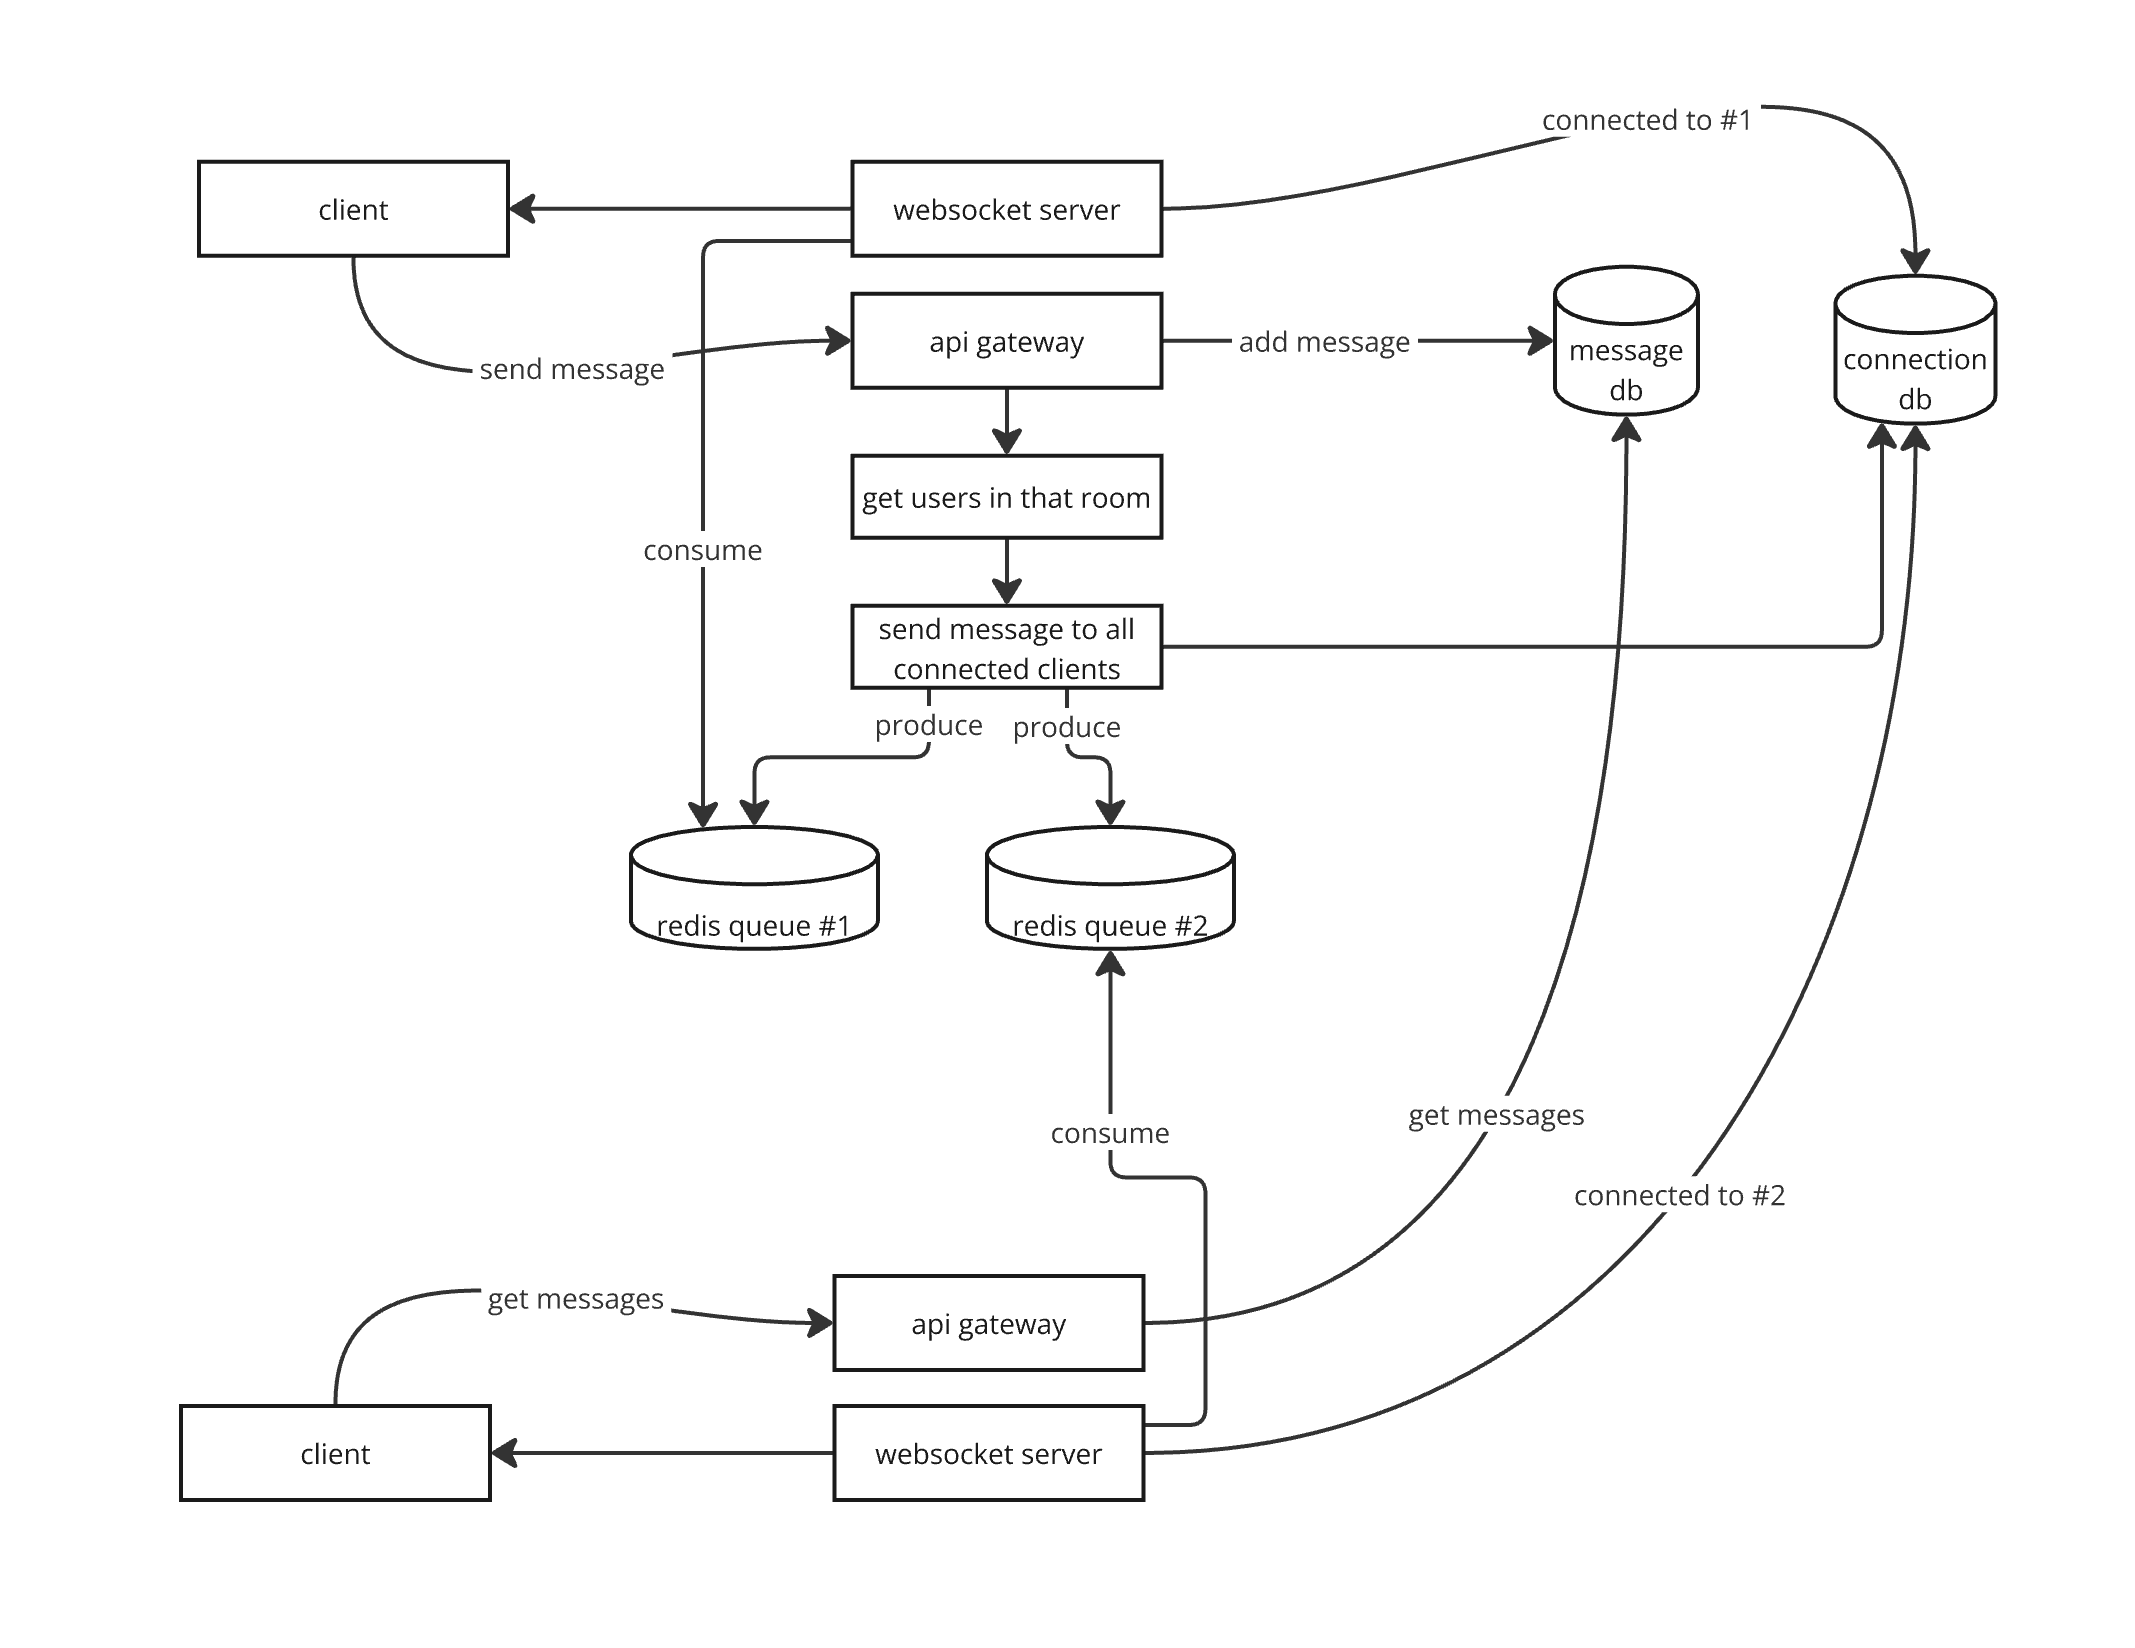 connected to #1
client
websocket server
send message
api gateway
add message
message
db
connection
db
get users in that room
consume
send message to all
connected clients
produce
produce
redis queue #1
redis queue #2
get messages
consume
connected to #2
get messages
api gateway
client
websocket server